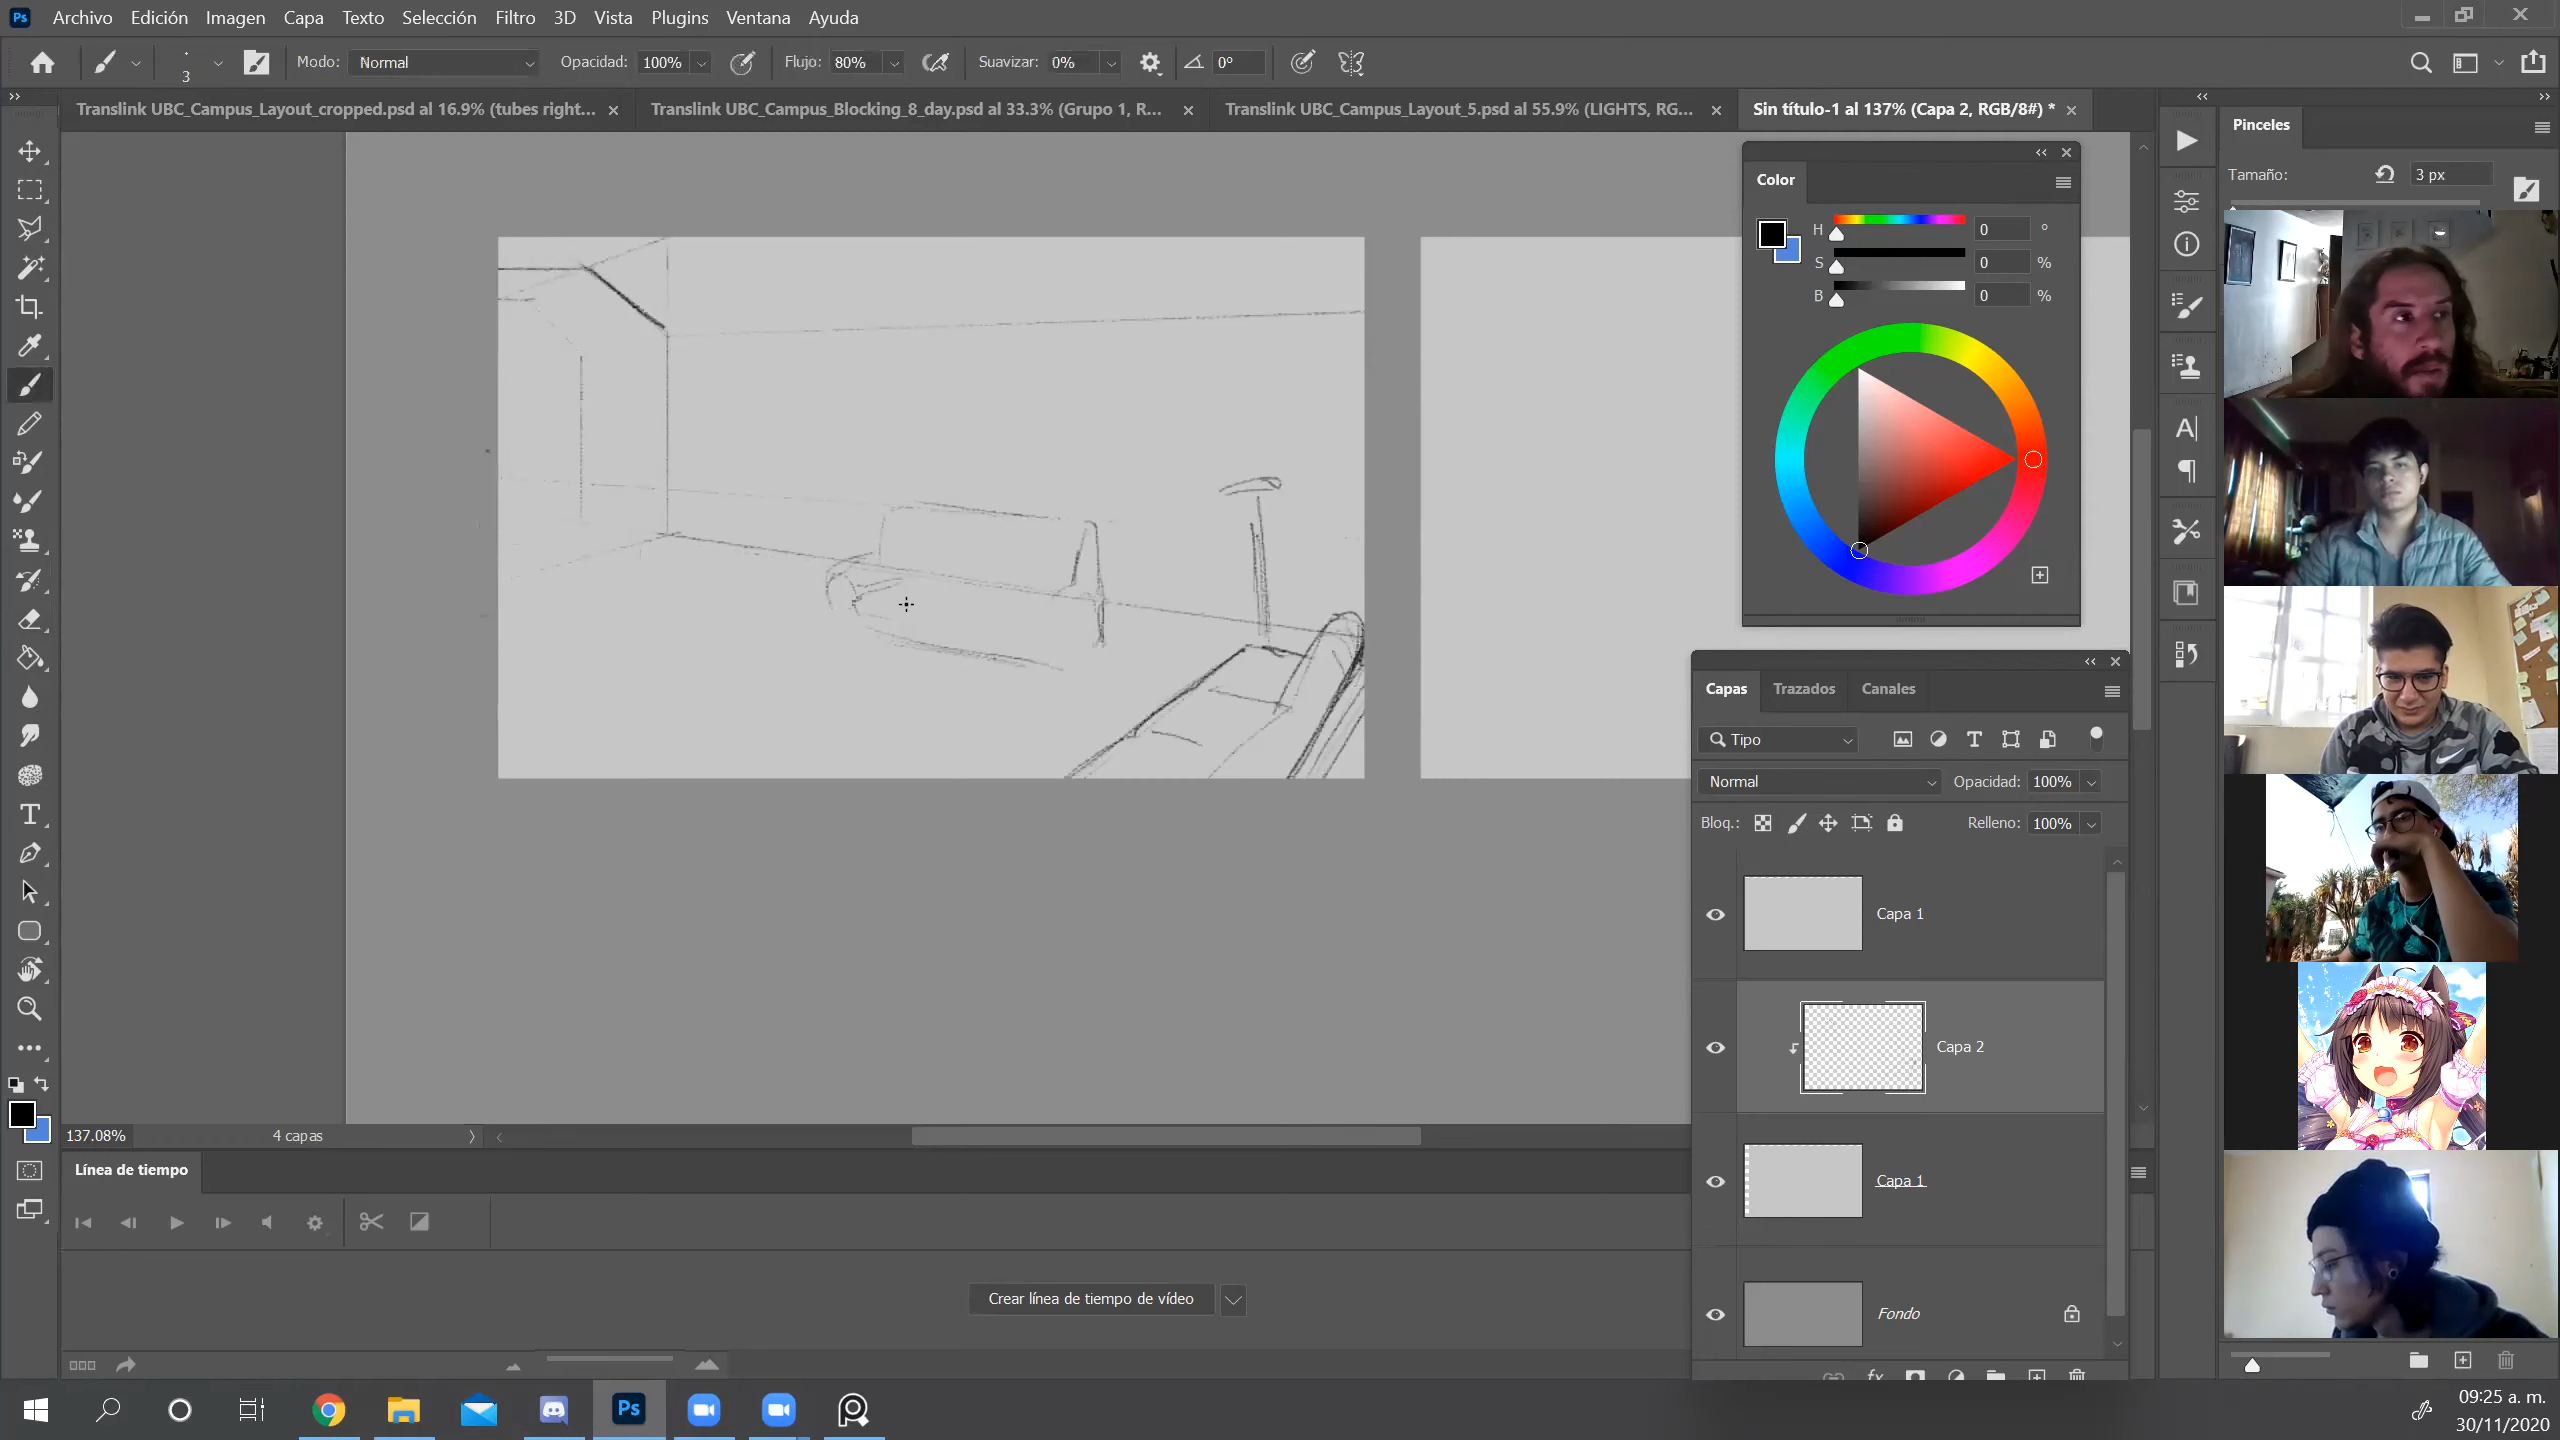 Ps Archivo Edición Imagen Capa Texto Selección Filtro 3D Vista Plugins Ventana Ayuda
3 Modo: Normal Opacidad: 100% Flujo: 80% Suavizar: 0% 0°
Translink UBC_Campus_Layout_cropped.psd al 16.9% (tubes right...
Translink UBC_Campus_Blocking_8_day.psd al 33.3% (Grupo 1, R...
Translink UBC_Campus_Layout_5.psd al 55.9% (LIGHTS, RG...
Sin título-1 al 137% (Capa 2, RGB/8#) *
Pinceles
Tamaño: 3 px
Color
H 0 °
S 0 %
B 0 %
Capas Trazados Canales
Tipo
Normal Opacidad: 100%
Bloq.: Relleno: 100%
Capa 1
Capa 2
Capa 1
Fondo
fx
137.08% 4 capas
Línea de tiempo
Crear línea de tiempo de vídeo
Ps
09:25 a. m.
30/11/2020